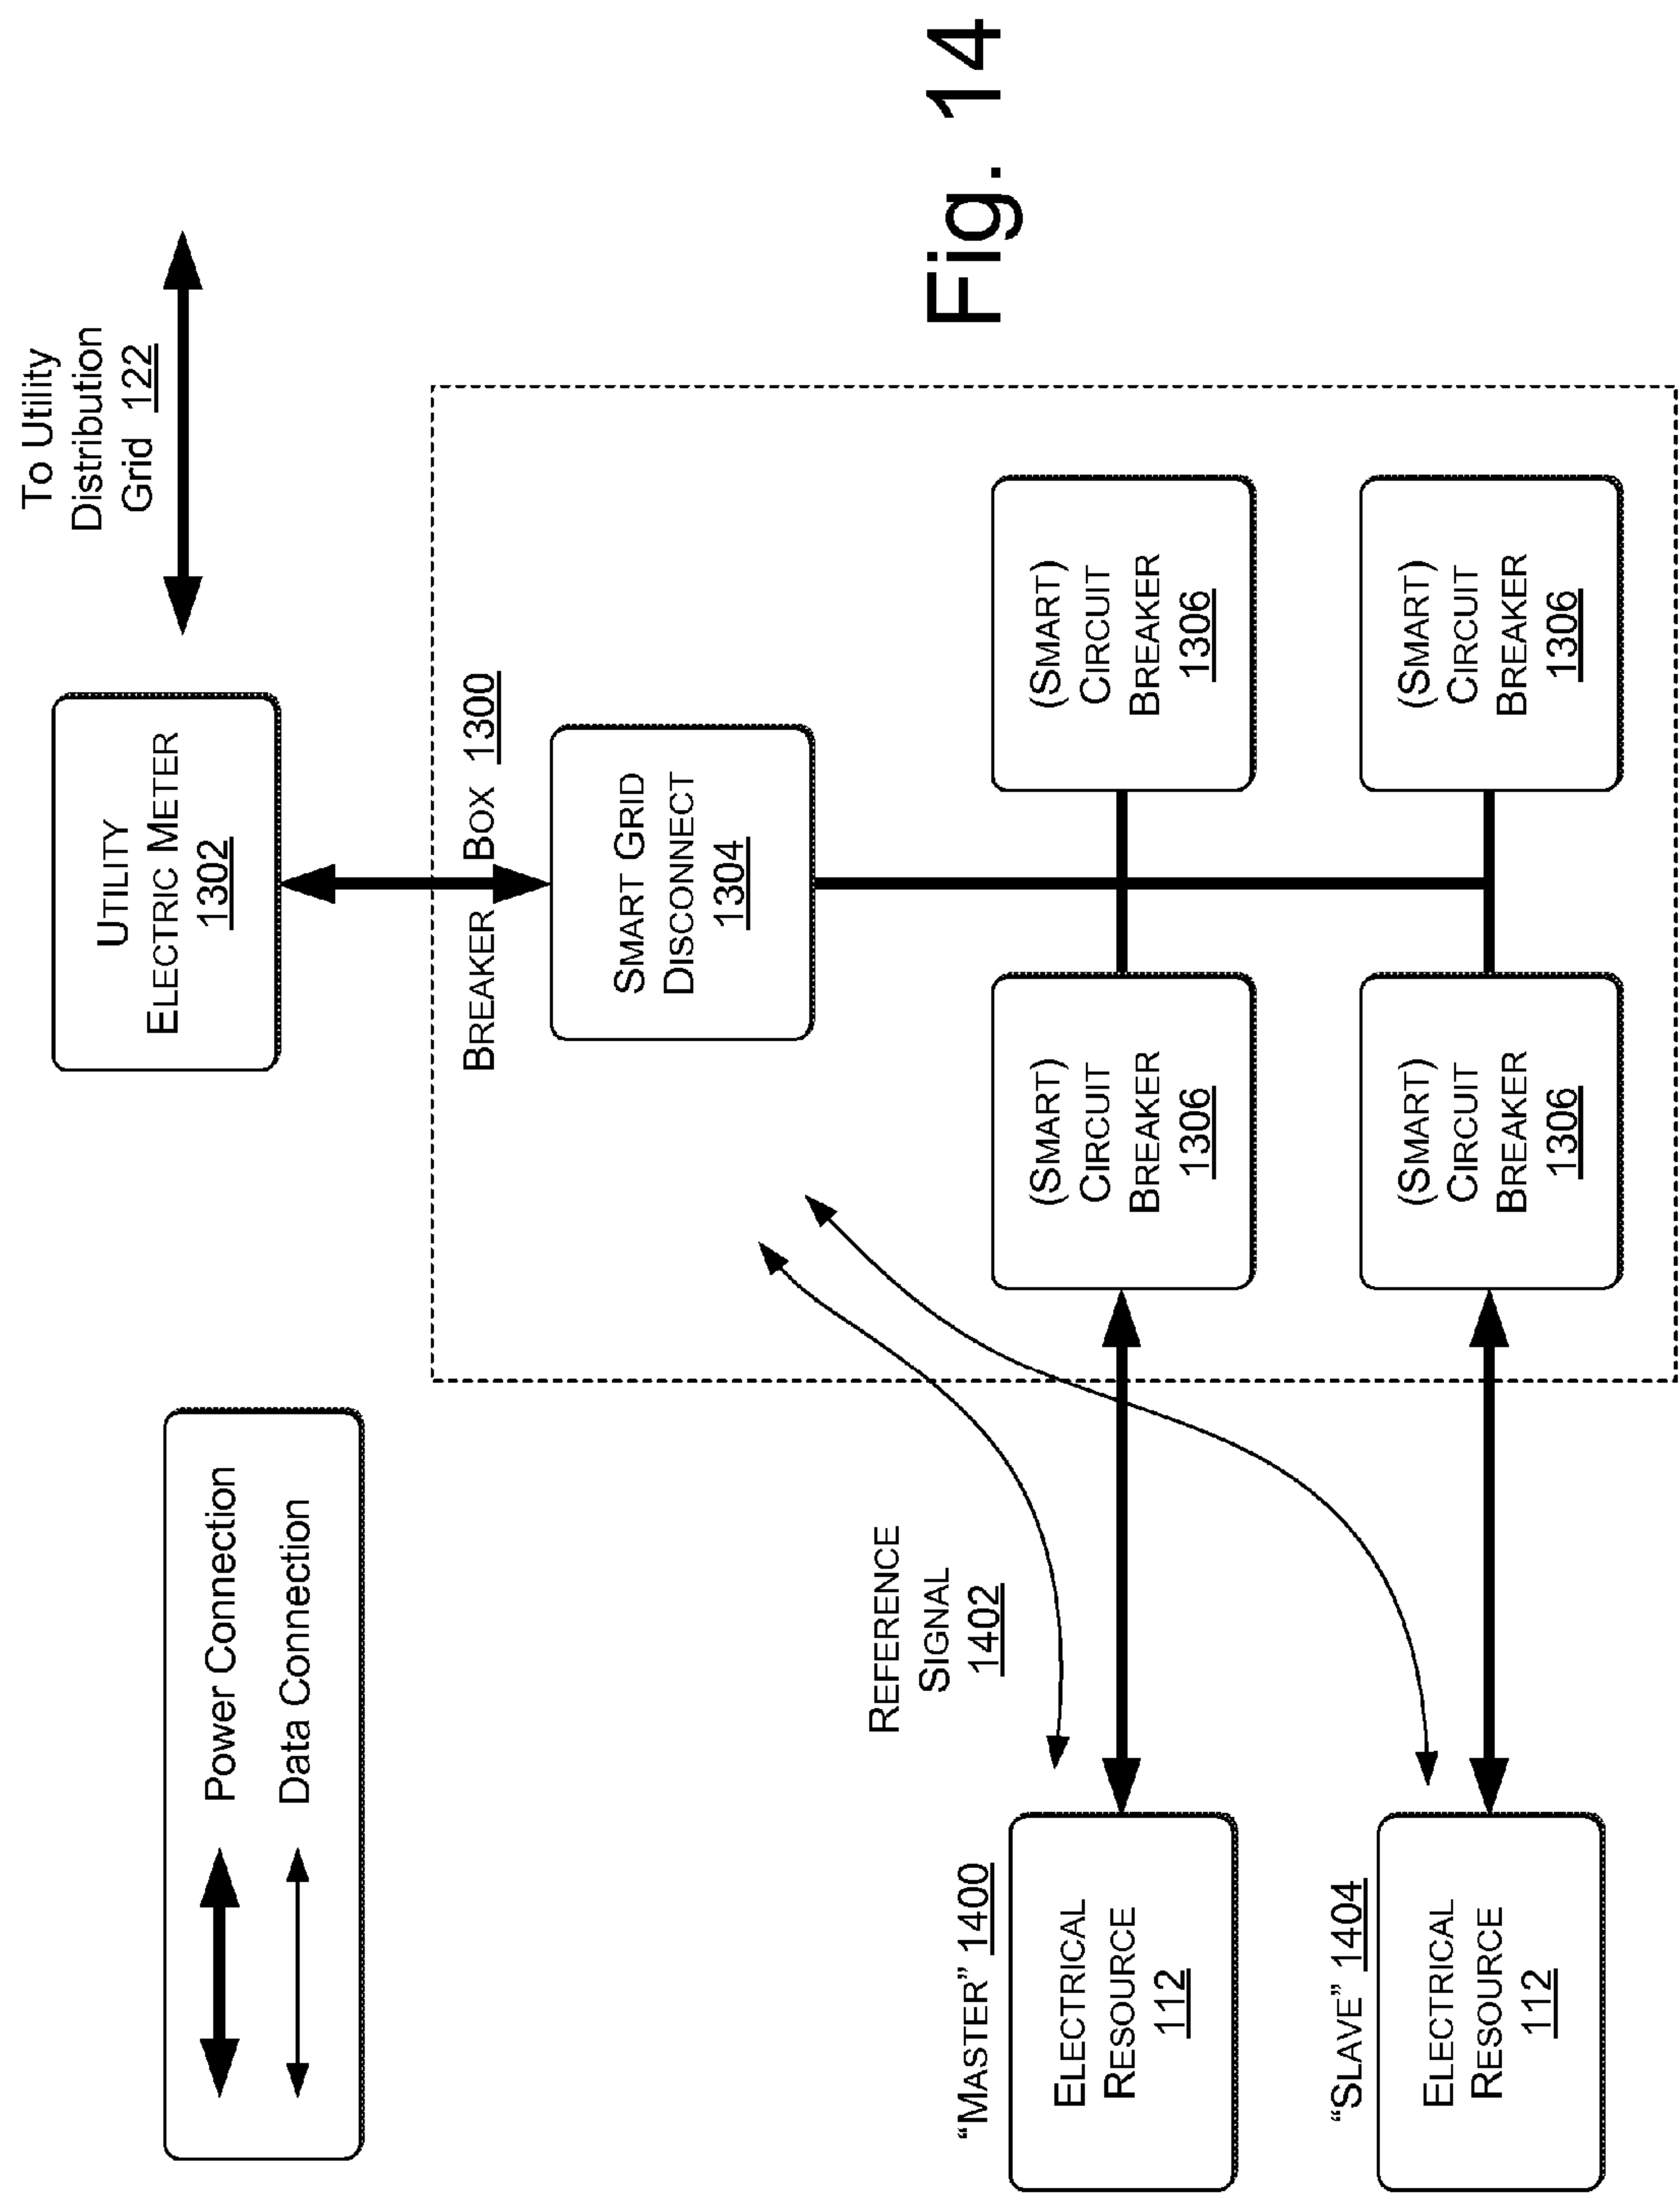 Power Connection
Data Connection
To Utility
Distribution
Grid 122
UTILITY
ELECTRIC METER
1302
BREAKER BOX 1300
SMART GRID
DISCONNECT
1304
REFERENCE
SIGNAL
1402
"MASTER" 1400
ELECTRICAL
RESOURCE
112
(SMART)
CIRCUIT
BREAKER
1306
(SMART)
CIRCUIT
BREAKER
1306
"SLAVE" 1404
ELECTRICAL
RESOURCE
112
(SMART)
CIRCUIT
BREAKER
1306
(SMART)
CIRCUIT
BREAKER
1306
Fig. 14